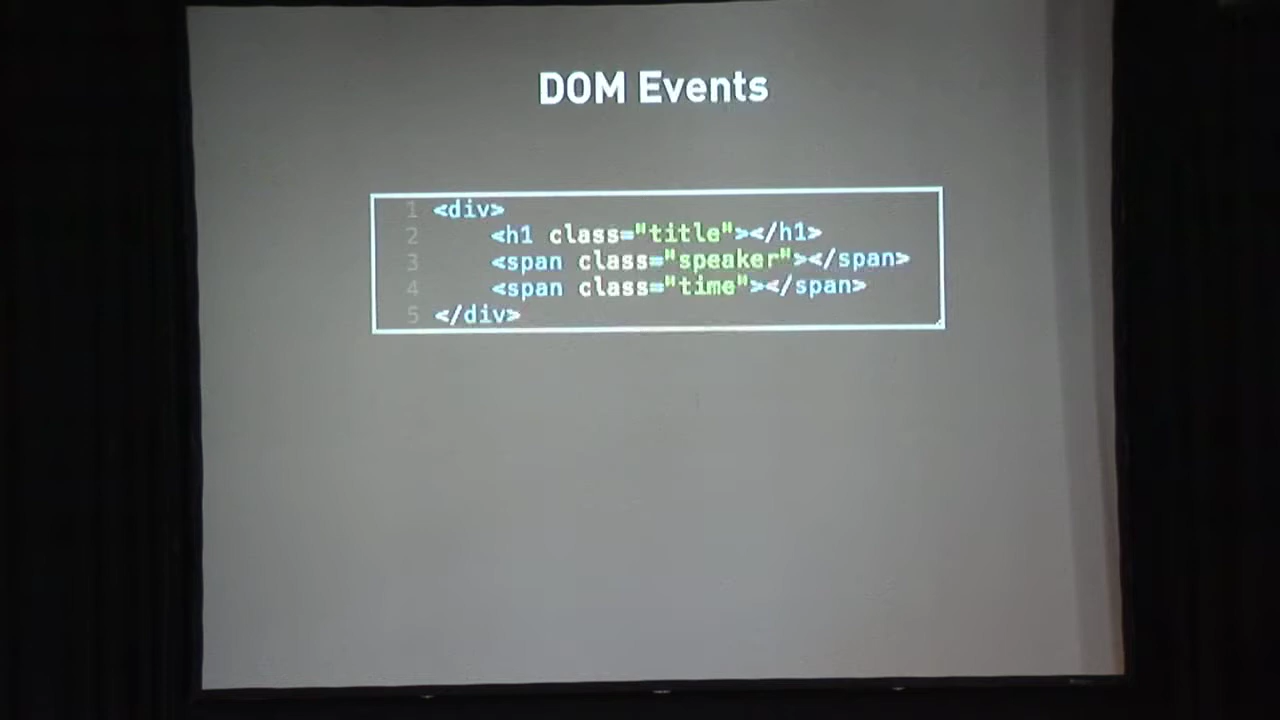 DOM Events
1 <div>
2     <h1 class="title"></h1>
3     <span class="speaker"></span>
4     <span class="time"></span>
5 </div>